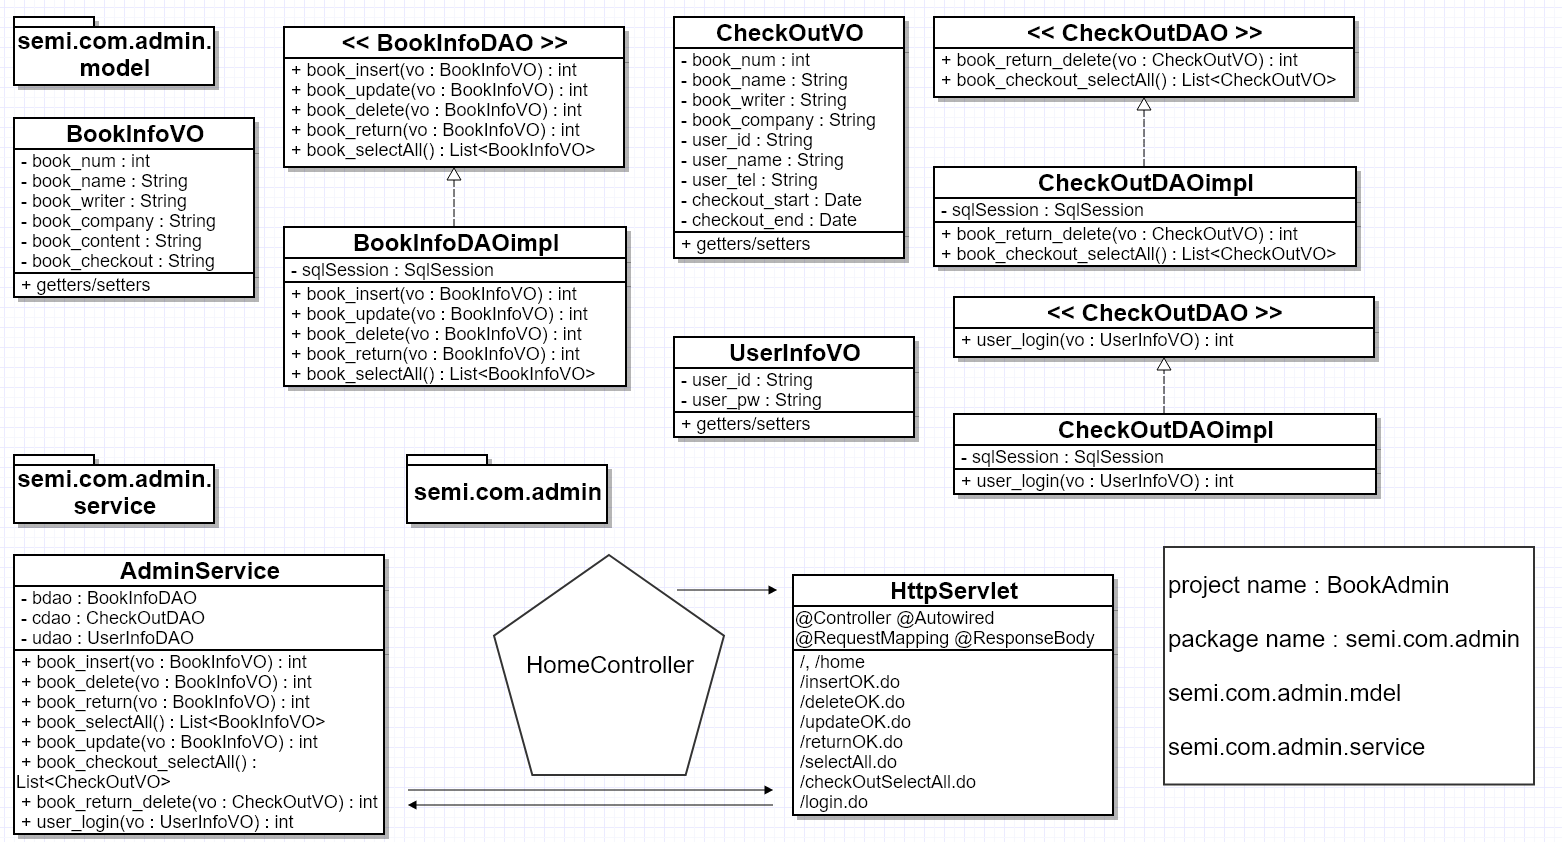 semi.com.admin.
model
BookInfoVO
- book_num : int
- book_name : String
- book_writer : String
- book_company : String
- book_content : String
- book_checkout : String
+ getters/setters
<< BookInfoDAO >>
+ book_insert(vo : BookInfoVO) : int
+ book_update(vo : BookInfoVO) : int
+ book_delete(vo : BookInfoVO) : int
+ book_return(vo : BookInfoVO) : int
+ book_selectAll() : List<BookInfoVO>
BookInfoDAOimpl
- sqlSession : SqlSession
+ book_insert(vo : BookInfoVO) : int
+ book_update(vo : BookInfoVO) : int
+ book_delete(vo : BookInfoVO) : int
+ book_return(vo : BookInfoVO) : int
+ book_selectAll() : List<BookInfoVO>
CheckOutVO
- book_num : int
- book_name : String
- book_writer : String
- book_company : String
- user_id : String
- user_name : String
- user_tel : String
- checkout_start : Date
- checkout_end : Date
+ getters/setters
<< CheckOutDAO >>
+ book_return_delete(vo : CheckOutVO) : int
+ book_checkout_selectAll() : List<CheckOutVO>
CheckOutDAOimpl
- sqlSession : SqlSession
+ book_return_delete(vo : CheckOutVO) : int
+ book_checkout_selectAll() : List<CheckOutVO>
UserInfoVO
- user_id : String
- user_pw : String
+ getters/setters
<< CheckOutDAO >>
+ user_login(vo : UserInfoVO) : int
CheckOutDAOimpl
- sqlSession : SqlSession
+ user_login(vo : UserInfoVO) : int
semi.com.admin.
service
semi.com.admin
AdminService
- bdao : BookInfoDAO
- cdao : CheckOutDAO
- udao : UserInfoDAO
+ book_insert(vo : BookInfoVO) : int
+ book_delete(vo : BookInfoVO) : int
+ book_return(vo : BookInfoVO) : int
+ book_selectAll() : List<BookInfoVO>
+ book_update(vo : BookInfoVO) : int
+ book_checkout_selectAll() :
List<CheckOutVO>
+ book_return_delete(vo : CheckOutVO) : int
+ user_login(vo : UserInfoVO) : int
HomeController
HttpServlet
@Controller @Autowired
@RequestMapping @ResponseBody
/, /home
/insertOK.do
/deleteOK.do
/updateOK.do
/returnOK.do
/selectAll.do
/checkOutSelectAll.do
/login.do
project name : BookAdmin
package name : semi.com.admin
semi.com.admin.mdel
semi.com.admin.service